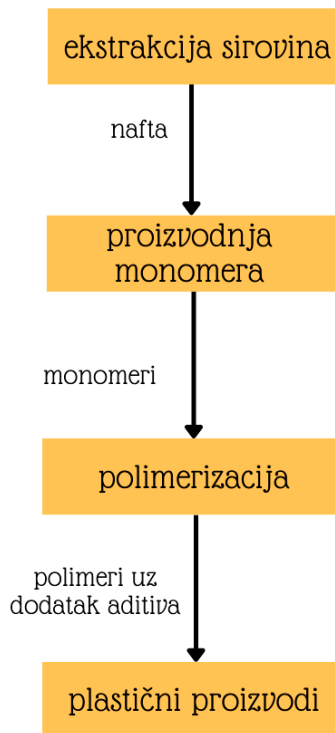 ekstrakcija sirovina
nafta
proizvodnja
monomera
monomeri
polimerizacija
polimeri uz
dodatak aditiva
plastični proizvodi